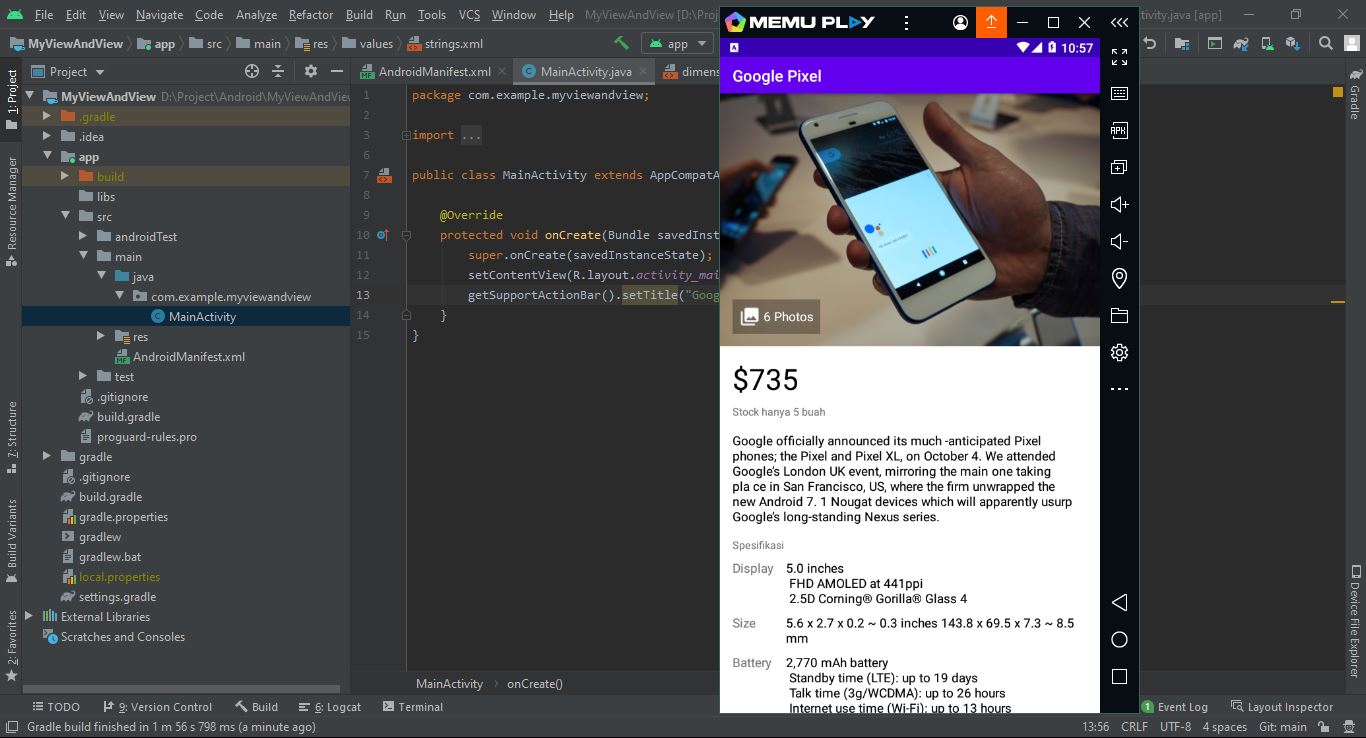 File Edit View Navigate Code Analyze Refactor Build Run Tools VCS Window Help MyViewAndView [D:\Proj
MEMU PLAY
tivity.java [app]
MyViewAndView app src main res values strings.xml
app
Project
AndroidManifest.xml
MainActivity.java
dimens
MyViewAndView D:\Project\Android\MyViewAndView
.gradle
.idea
app
build
libs
src
androidTest
main
java
com.example.myviewandview
MainActivity
res
AndroidManifest.xml
test
.gitignore
build.gradle
proguard-rules.pro
gradle
.gitignore
build.gradle
gradle.properties
gradlew
gradlew.bat
local.properties
settings.gradle
External Libraries
Scratches and Consoles
1: Project
Resource Manager
7: Structure
Build Variants
2: Favorites
1 package com.example.myviewandview;
2
3 import ...
6
7 public class MainActivity extends AppCompatA
8
9 @Override
10 protected void onCreate(Bundle savedInst
11 super.onCreate(savedInstanceState);
12 setContentView(R.layout.activity_mai
13 getSupportActionBar().setTitle("Goog
14 }
15 }
MainActivity onCreate()
10:57
Google Pixel
6 Photos
$735
Stock hanya 5 buah
Google officially announced its much -anticipated Pixel
phones; the Pixel and Pixel XL, on October 4. We attended
Google's London UK event, mirroring the main one taking
pla ce in San Francisco, US, where the firm unwrapped the
new Android 7. 1 Nougat devices which will apparently usurp
Google's long-standing Nexus series.
Spesifikasi
Display 5.0 inches
FHD AMOLED at 441ppi
2.5D Corning® Gorilla® Glass 4
Size 5.6 x 2.7 x 0.2 ~ 0.3 inches 143.8 x 69.5 x 7.3 ~ 8.5
mm
Battery 2,770 mAh battery
Standby time (LTE): up to 19 days
Talk time (3g/WCDMA): up to 26 hours
Internet use time (Wi-Fi): up to 13 hours
APK
Gradle
Device File Explorer
TODO 9: Version Control Build 6: Logcat Terminal
1 Event Log Layout Inspector
Gradle build finished in 1 m 56 s 798 ms (a minute ago)
13:56 CRLF UTF-8 4 spaces Git: main